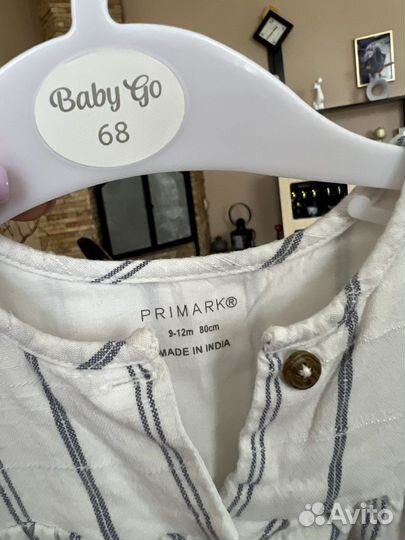 Baby Go
68
PRIMARK®
9-12m 80cm
MADE IN INDIA
Avito